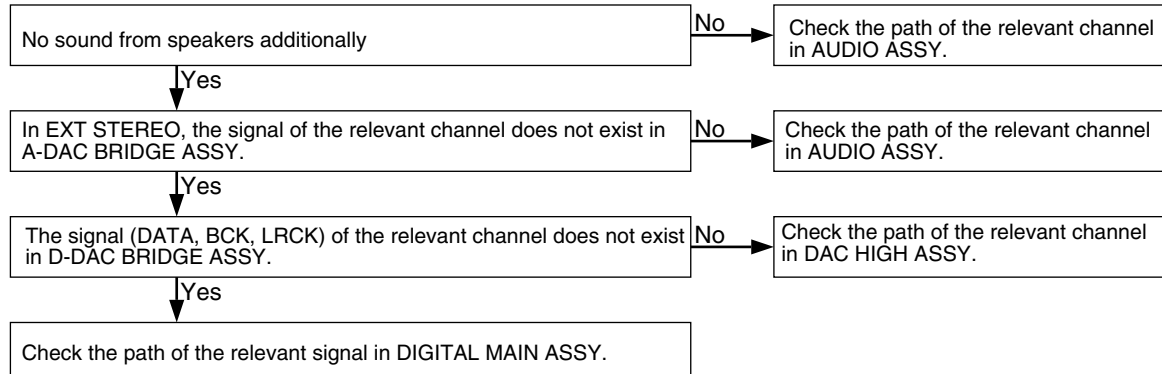 No sound from speakers additionally
No
Check the path of the relevant channel
in AUDIO ASSY.
Yes
In EXT STEREO, the signal of the relevant channel does not exist in
A-DAC BRIDGE ASSY.
No
Check the path of the relevant channel
in AUDIO ASSY.
Yes
The signal (DATA, BCK, LRCK) of the relevant channel does not exist
in D-DAC BRIDGE ASSY.
No
Check the path of the relevant channel
in DAC HIGH ASSY.
Yes
Check the path of the relevant signal in DIGITAL MAIN ASSY.